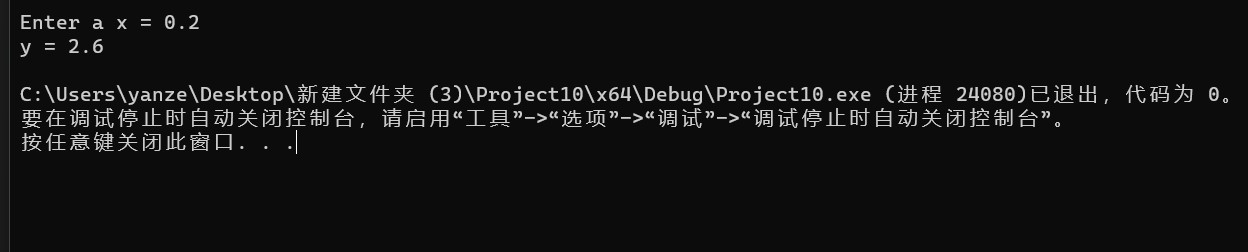 Enter a x = 0.2
y = 2.6
C:\Users\yanze\Desktop\新建文件夹 (3)\Project10\x64\Debug\Project10.exe (进程 24080)已退出，代码为 0。
要在调试停止时自动关闭控制台，请启用“工具”->“选项”->“调试”->“调试停止时自动关闭控制台”。
按任意键关闭此窗口. . .